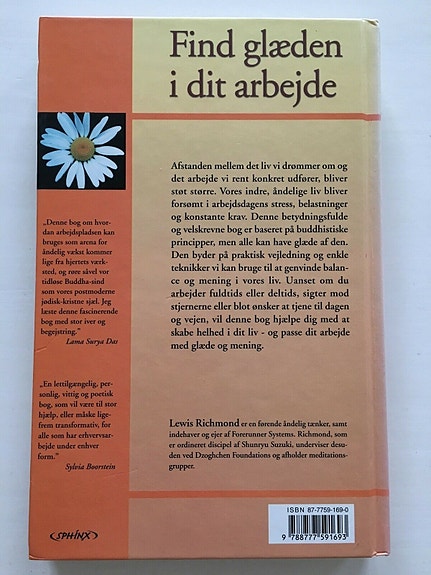 Find glæden
i dit arbejde
Afstanden mellem det liv vi drømmer om og
det arbejde vi rent konkret udfører, bliver
støt større. Vores indre, åndelige liv bliver
forsømt i arbejdsdagens stress, belastninger
og konstante krav. Denne betydningsfulde
og velskrevne bog er baseret på buddhistiske
principper, men alle kan have glæde af den.
Den byder på praktisk vejledning og enkle
teknikker vi kan bruge til at genvinde balan-
ce og mening i vores liv. Uanset om du
arbejder fuldtids eller deltids, sigter mod
stjernerne eller blot ønsker at tjene til dagen
og vejen, vil denne bog hjælpe dig med at
skabe helhed i dit liv - og passe dit arbejde
med glæde og mening.
„Denne bog om hvor-
dan arbejdspladsen kan
bruges som arena for
åndelig vækst kommer
lige fra hjertets værk-
sted, og røre såvel vor
tidløse Buddha-sind
som vores postmoderne
jødisk-kristne sjæl. Jeg
læste denne fascinerende
bog med stor iver og
begejstring.”
Lama Surya Das
„En lettilgængelig, per-
sonlig, vittig og poetisk
bog, som vil være til stor
hjælp, eller måske lige-
frem transformativ, for
alle som har erhvervsar-
bejde under enhver
form.”
Sylvia Boorstein
Lewis Richmond er en førende åndelig tænker, samt
indehaver og ejer af Forerunner Systems. Richmond, som
er ordineret discipel af Shunryu Suzuki, underviser desu-
den ved Dzoghchen Foundations og afholder meditations-
grupper.
SPHINX
ISBN 87-7759-169-0
9 788777 591693